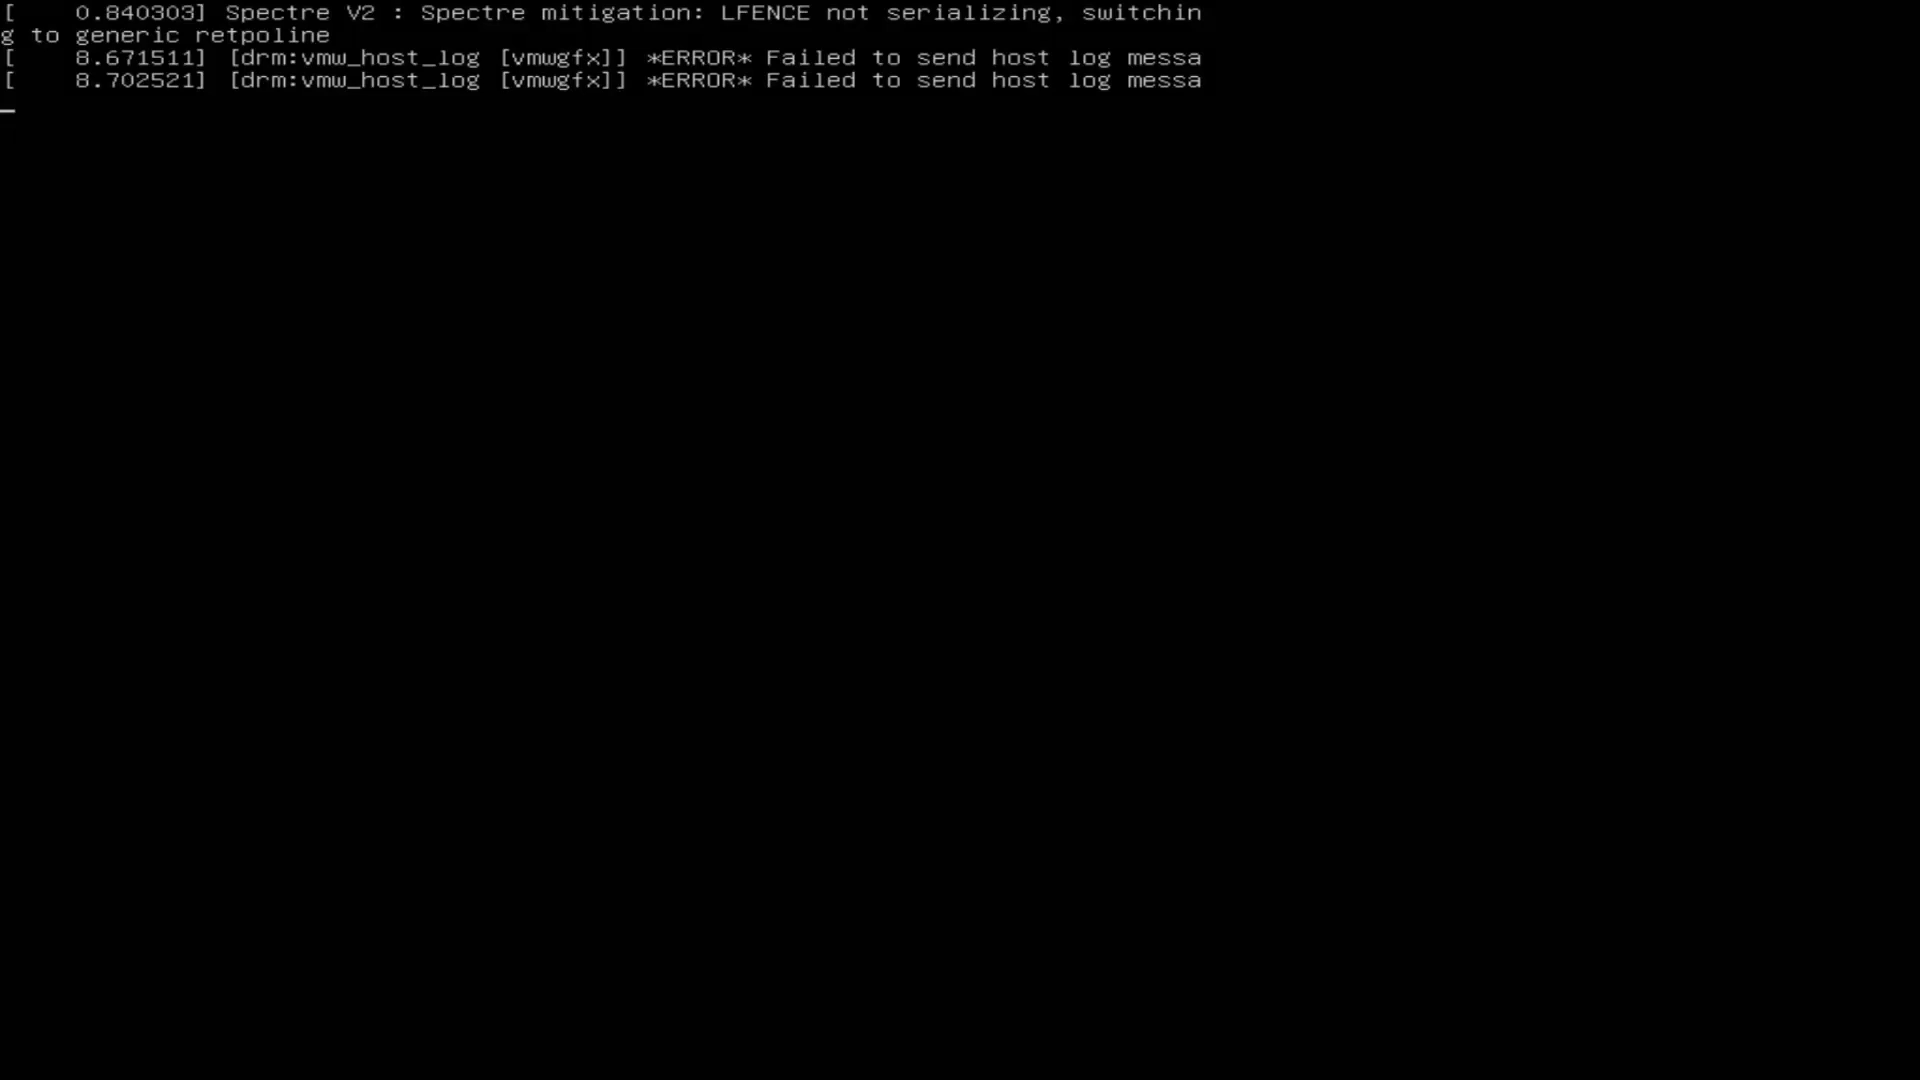 [    0.840303] Spectre V2 : Spectre mitigation: LFENCE not serializing, switchin
g to generic retpoline
[    8.671511] [drm:vmw_host_log [vmwgfx]] *ERROR* Failed to send host log messa
[    8.702521] [drm:vmw_host_log [vmwgfx]] *ERROR* Failed to send host log messa